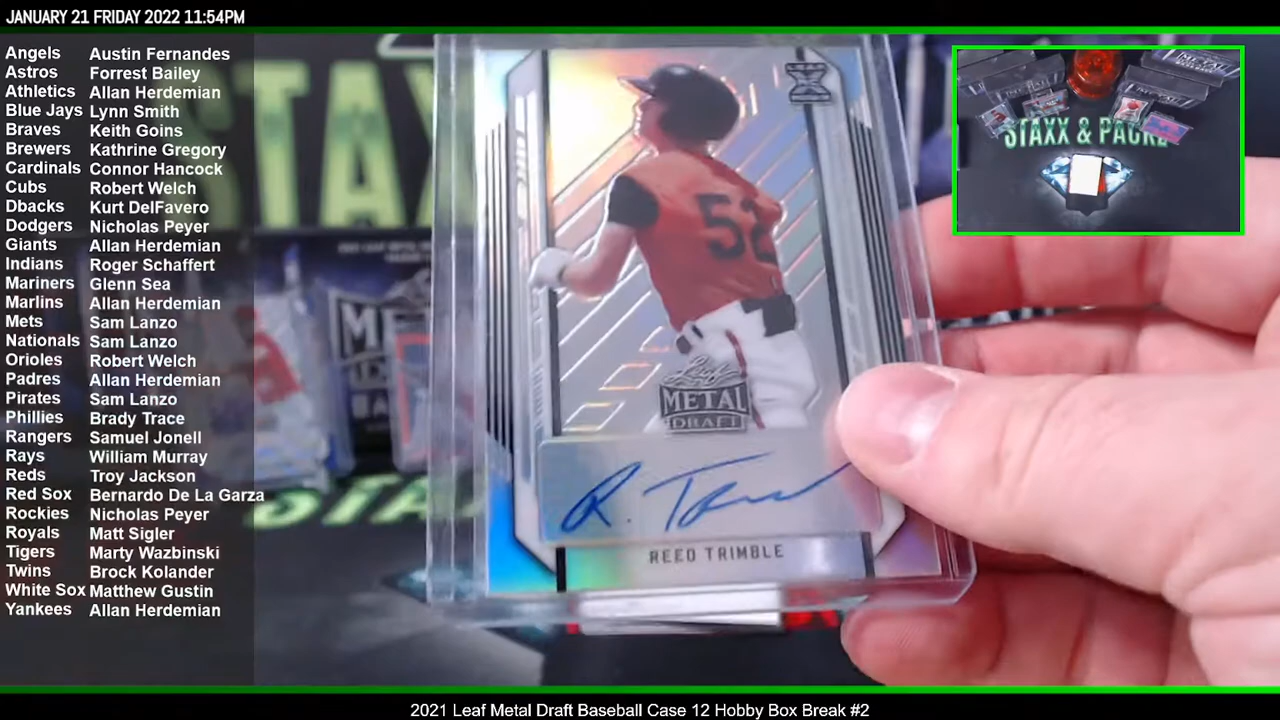 JANUARY 21 FRIDAY 2022 11:54PM
Angels Austin Fernandes
Astros Forrest Bailey
Athletics Allan Herdemian
Blue Jays Lynn Smith
Braves Keith Goins
Brewers Kathrine Gregory
Cardinals Connor Hancock
Cubs Robert Welch
Dbacks Kurt DelFavero
Dodgers Nicholas Peyer
Giants Allan Herdemian
Indians Roger Schaffert
Mariners Glenn Sea
Marlins Allan Herdemian
Mets Sam Lanzo
Nationals Sam Lanzo
Orioles Robert Welch
Padres Allan Herdemian
Pirates Sam Lanzo
Phillies Brady Trace
Rangers Samuel Jonell
Rays William Murray
Reds Troy Jackson
Red Sox Bernardo De La Garza
Rockies Nicholas Peyer
Royals Matt Sigler
Tigers Marty Wazbinski
Twins Brock Kolander
White Sox Matthew Gustin
Yankees Allan Herdemian
STAX
LEAF
52
Leaf
METAL
DRAFT
REED TRIMBLE
STAXX & PACK
2021 Leaf Metal Draft Baseball Case 12 Hobby Box Break #2